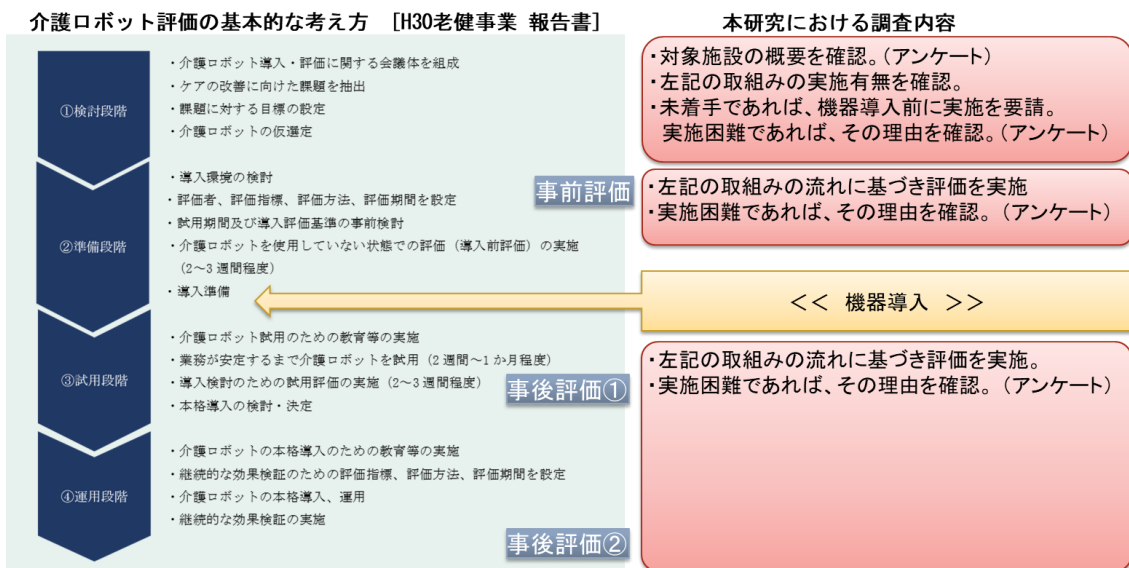 介護ロボット評価の基本的な考え方 [H30老健事業 報告書]
①検討段階
・介護ロボット導入・評価に関する会議体を組成
・ケアの改善に向けた課題を抽出
・課題に対する目標の設定
・介護ロボットの仮選定
②準備段階
・導入環境の検討
・評価者、評価指標、評価方法、評価期間を設定
・試用期間及び導入評価基準の事前検討
・介護ロボットを使用していない状態での評価(導入前評価)の実施
(2~3週間程度)
・導入準備
事前評価
③試用段階
・介護ロボット試用のための教育等の実施
・業務が安定するまで介護ロボットを試用(2週間~1か月程度)
・導入検討のための試用評価の実施(2~3週間程度)
・本格導入の検討・決定
事後評価①
④運用段階
・介護ロボットの本格導入のための教育等の実施
・継続的な効果検証のための評価指標、評価方法、評価期間を設定
・介護ロボットの本格導入、運用
・継続的な効果検証の実施
事後評価②
本研究における調査内容
・対象施設の概要を確認。(アンケート)
・左記の取組みの実施有無を確認。
・未着手であれば、機器導入前に実施を要請。
実施困難であれば、その理由を確認。(アンケート)
・左記の取組みの流れに基づき評価を実施
・実施困難であれば、その理由を確認。(アンケート)
<< 機器導入 >>
・左記の取組みの流れに基づき評価を実施。
・実施困難であれば、その理由を確認。(アンケート)